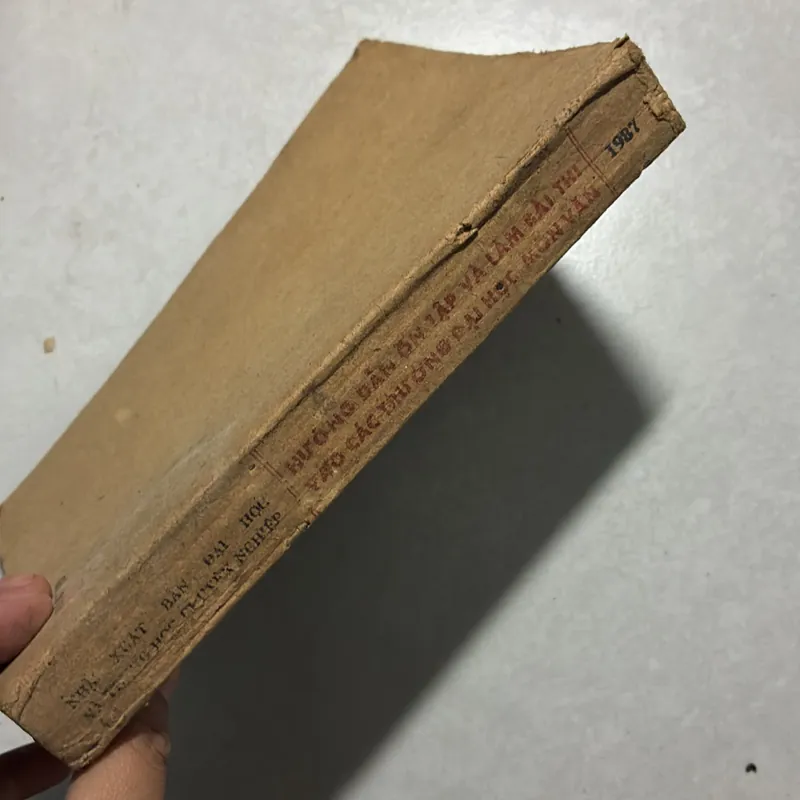 NHÀ XUẤT BẢN ĐẠI HỌC
VÀ TRUNG HỌC CHUYÊN NGHIỆP
HƯỚNG DẪN ÔN TẬP VÀ LÀM BÀI THI
VÀO CÁC TRƯỜNG ĐẠI HỌC MÔN VĂN
1987